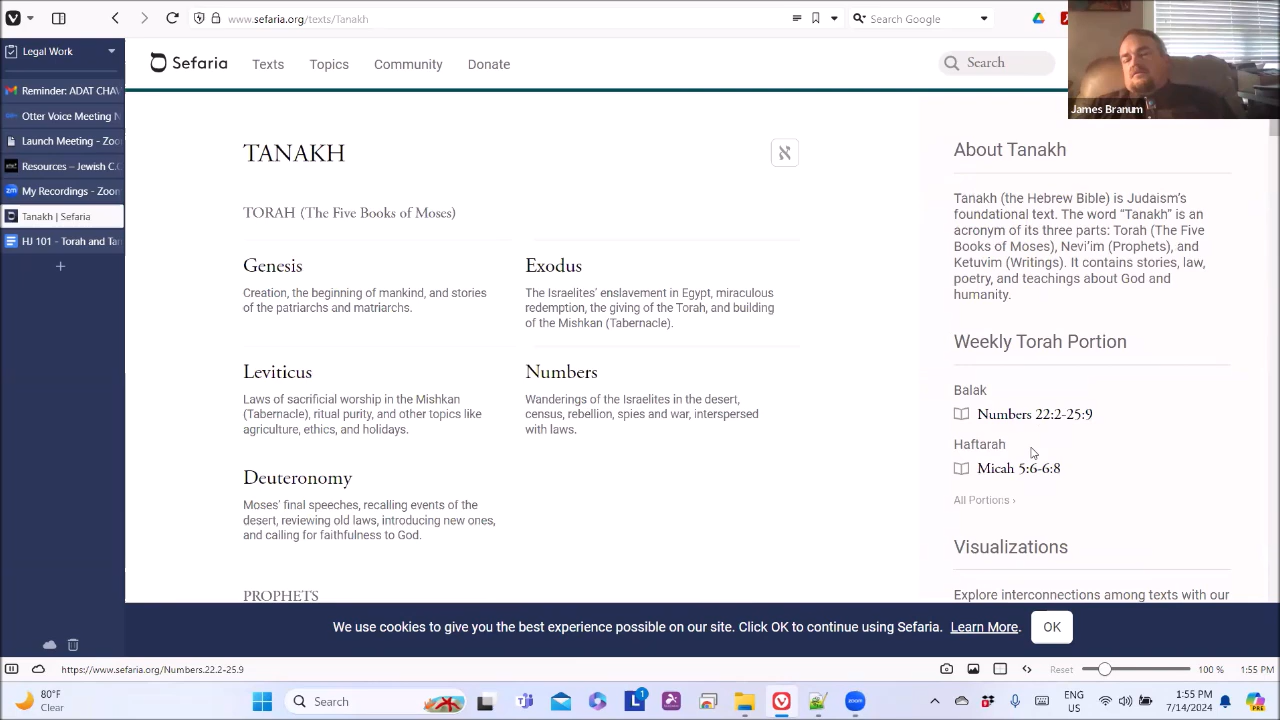 www.sefaria.org/texts/Tanakh
Search Google
Legal Work
Reminder: ADAT CHAV
Otter Voice Meeting N
Launch Meeting - Zoo
Resources – Jewish C.O
My Recordings - Zoom
Tanakh | Sefaria
HJ 101 - Torah and Tan
Sefaria
Texts
Topics
Community
Donate
Search
James Branum
TANAKH
א
TORAH (The Five Books of Moses)
Genesis
Creation, the beginning of mankind, and stories
of the patriarchs and matriarchs.
Exodus
The Israelites’ enslavement in Egypt, miraculous
redemption, the giving of the Torah, and building
of the Mishkan (Tabernacle).
Leviticus
Laws of sacrificial worship in the Mishkan
(Tabernacle), ritual purity, and other topics like
agriculture, ethics, and holidays.
Numbers
Wanderings of the Israelites in the desert,
census, rebellion, spies and war, interspersed
with laws.
Deuteronomy
Moses’ final speeches, recalling events of the
desert, reviewing old laws, introducing new ones,
and calling for faithfulness to God.
PROPHETS
About Tanakh
Tanakh (the Hebrew Bible) is Judaism’s
foundational text. The word “Tanakh” is an
acronym of its three parts: Torah (The Five
Books of Moses), Nevi’im (Prophets), and
Ketuvim (Writings). It contains stories, law,
poetry, and teachings about God and
humanity.
Weekly Torah Portion
Balak
Numbers 22:2-25:9
Haftarah
Micah 5:6-6:8
All Portions ›
Visualizations
Explore interconnections among texts with our
We use cookies to give you the best experience possible on our site. Click OK to continue using Sefaria. Learn More.
OK
https://www.sefaria.org/Numbers.22.2-25.9
Reset
100 %
1:55 PM
80°F
Clear
Search
1
ENG
US
1:55 PM
7/14/2024